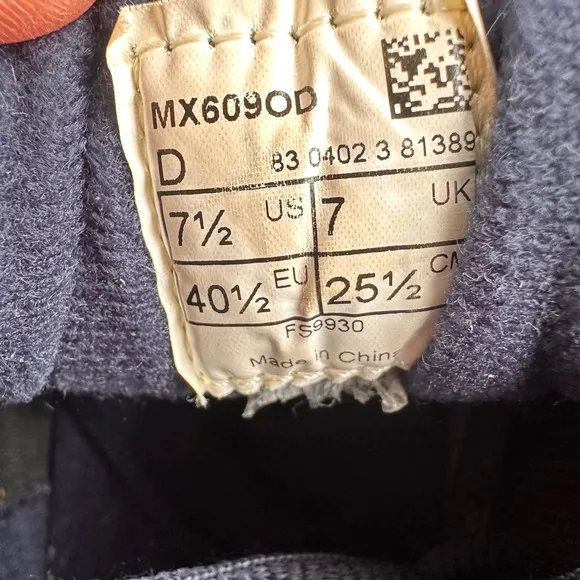 MX609OD
D 83 0402 3 81389
7½ US 7 UK
40½ EU 25½ CM
FS9930
Made in China